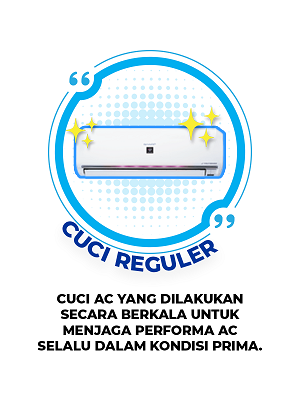 CUCI REGULER
CUCI AC YANG DILAKUKAN
SECARA BERKALA UNTUK
MENJAGA PERFORMA AC
SELALU DALAM KONDISI PRIMA.